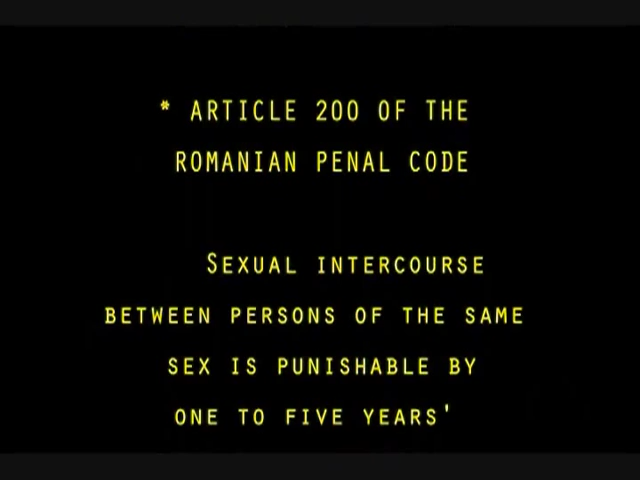 * ARTICLE 200 OF THE
ROMANIAN PENAL CODE
SEXUAL INTERCOURSE
BETWEEN PERSONS OF THE SAME
SEX IS PUNISHABLE BY
ONE TO FIVE YEARS'